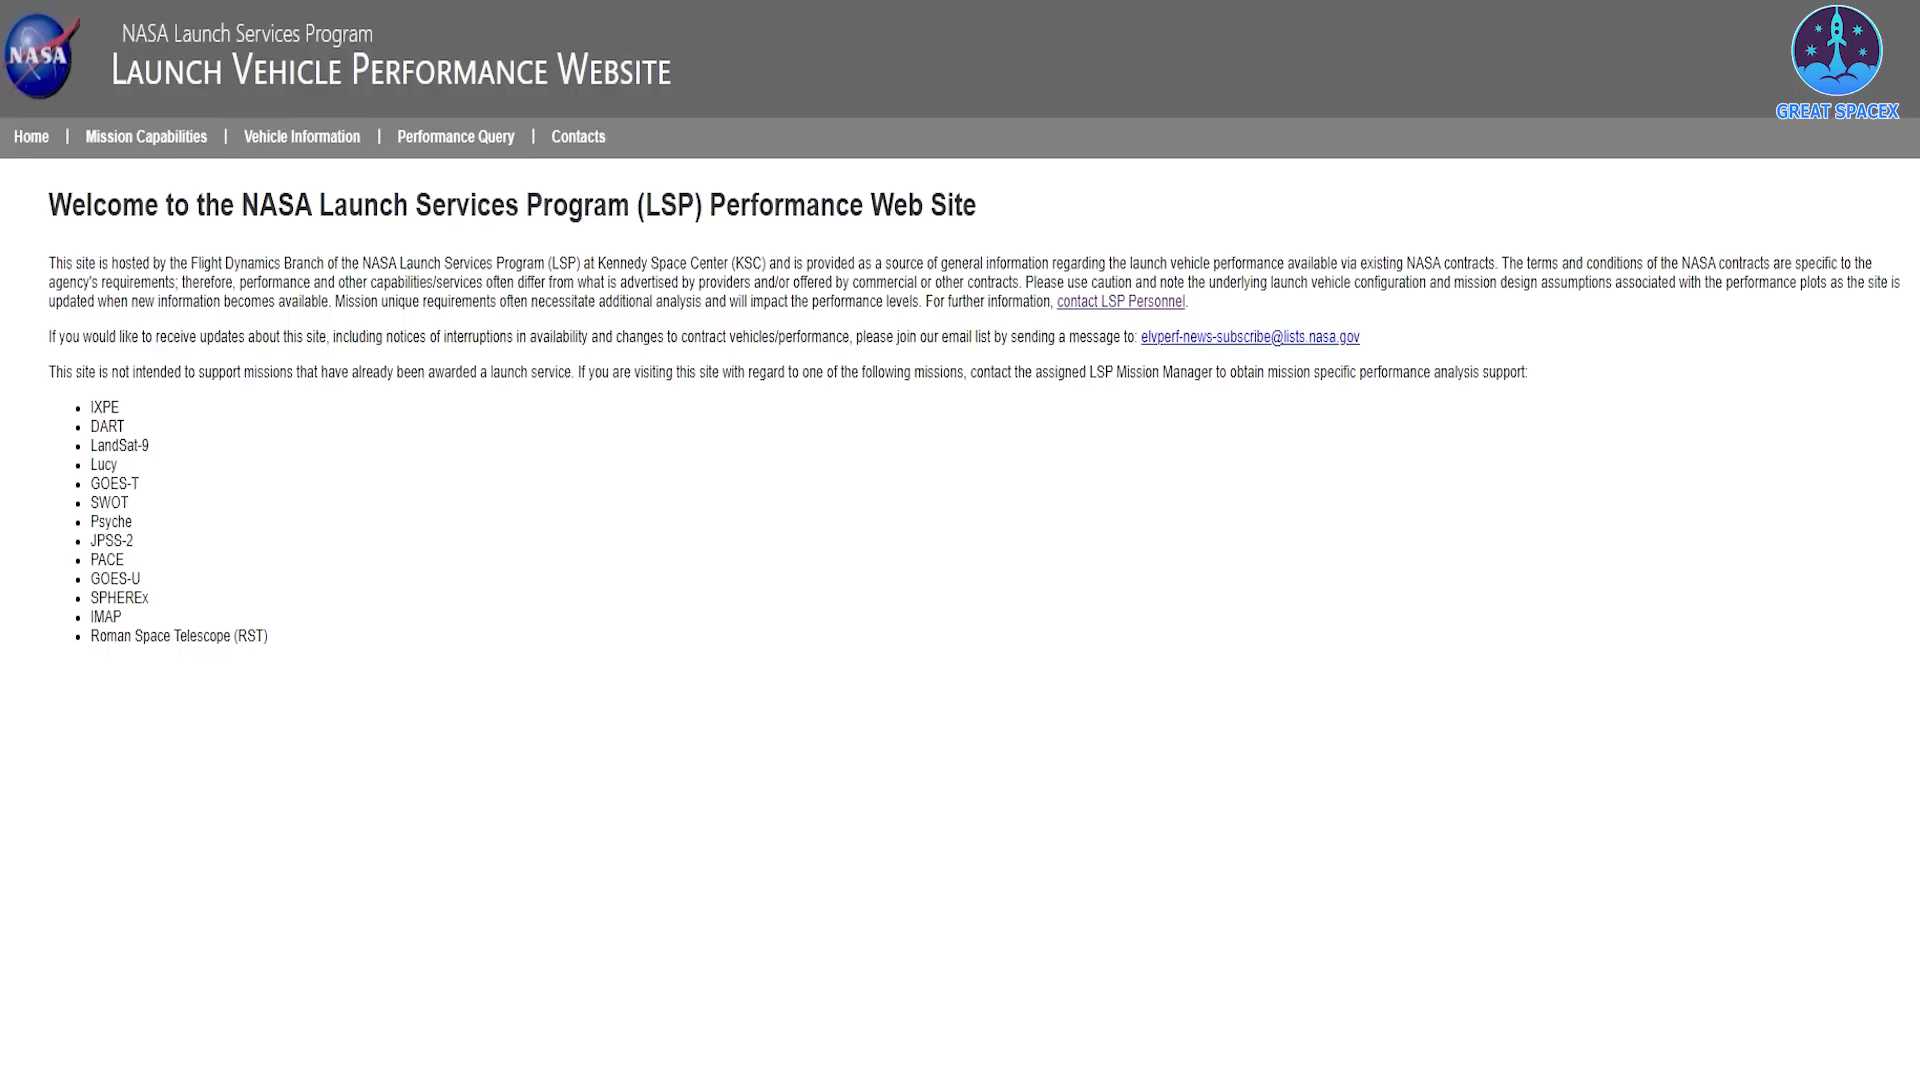 NASA
NASA Launch Services Program
LAUNCH VEHICLE PERFORMANCE WEBSITE
GREAT SPACEX
Home | Mission Capabilities | Vehicle Information | Performance Query | Contacts
Welcome to the NASA Launch Services Program (LSP) Performance Web Site
This site is hosted by the Flight Dynamics Branch of the NASA Launch Services Program (LSP) at Kennedy Space Center (KSC) and is provided as a source of general information regarding the launch vehicle performance available via existing NASA contracts. The terms and conditions of the NASA contracts are specific to the
agency's requirements; therefore, performance and other capabilities/services often differ from what is advertised by providers and/or offered by commercial or other contracts. Please use caution and note the underlying launch vehicle configuration and mission design assumptions associated with the performance plots as the site is
updated when new information becomes available. Mission unique requirements often necessitate additional analysis and will impact the performance levels. For further information, contact LSP Personnel.
If you would like to receive updates about this site, including notices of interruptions in availability and changes to contract vehicles/performance, please join our email list by sending a message to: elvperf-news-subscribe@lists.nasa.gov
This site is not intended to support missions that have already been awarded a launch service. If you are visiting this site with regard to one of the following missions, contact the assigned LSP Mission Manager to obtain mission specific performance analysis support:
• IXPE
• DART
• LandSat-9
• Lucy
• GOES-T
• SWOT
• Psyche
• JPSS-2
• PACE
• GOES-U
• SPHEREx
• IMAP
• Roman Space Telescope (RST)